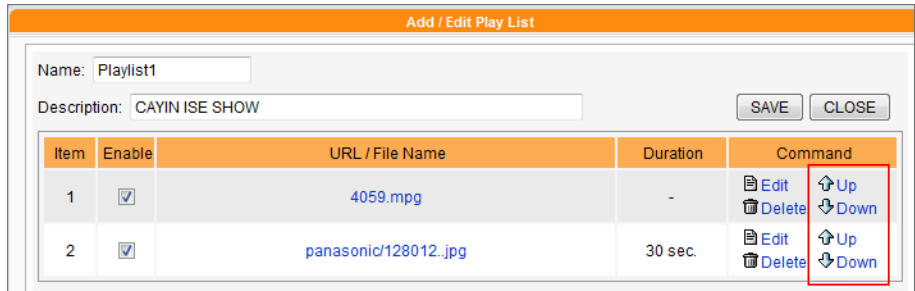 Add / Edit Play List
Name: Playlist1
Description: CAYIN ISE SHOW SAVE CLOSE
Item Enable URL / File Name Duration Command
1 4059.mpg - Edit Up
Delete Down
2 panasonic/128012..jpg 30 sec. Edit Up
Delete Down